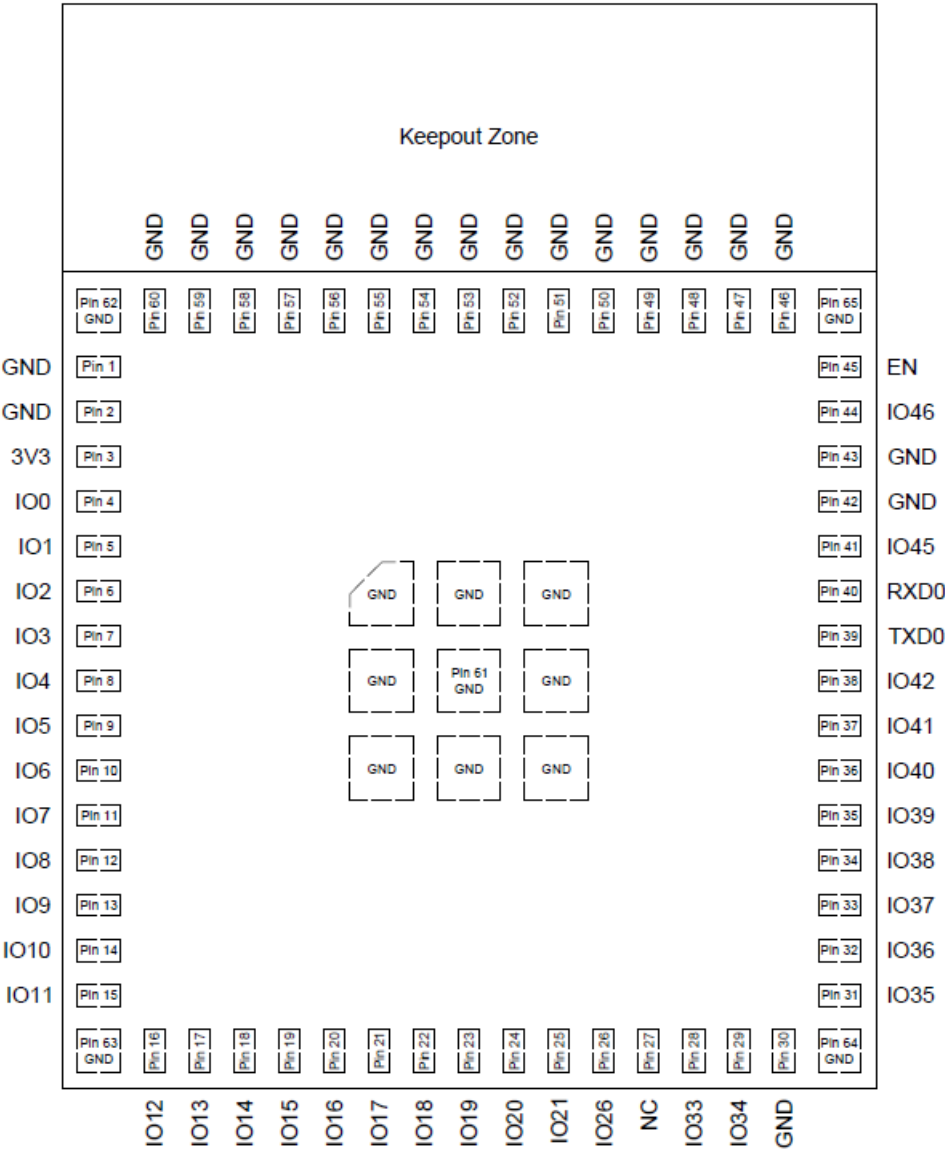 Keepout Zone
GND GND GND GND GND GND GND GND GND GND GND GND GND GND GND
Pin 62 GND Pin 60 Pin 59 Pin 58 Pin 57 Pin 56 Pin 55 Pin 54 Pin 53 Pin 52 Pin 51 Pin 50 Pin 49 Pin 48 Pin 47 Pin 46 Pin 65 GND
GND Pin 1 Pin 45 EN
GND Pin 2 Pin 44 IO46
3V3 Pin 3 Pin 43 GND
IO0 Pin 4 Pin 42 GND
IO1 Pin 5 Pin 41 IO45
IO2 Pin 6 GND GND GND Pin 40 RXD0
IO3 Pin 7 Pin 39 TXD0
IO4 Pin 8 GND Pin 61 GND GND Pin 38 IO42
IO5 Pin 9 Pin 37 IO41
IO6 Pin 10 GND GND GND Pin 36 IO40
IO7 Pin 11 Pin 35 IO39
IO8 Pin 12 Pin 34 IO38
IO9 Pin 13 Pin 33 IO37
IO10 Pin 14 Pin 32 IO36
IO11 Pin 15 Pin 31 IO35
Pin 63 GND Pin 16 Pin 17 Pin 18 Pin 19 Pin 20 Pin 21 Pin 22 Pin 23 Pin 24 Pin 25 Pin 26 Pin 27 Pin 28 Pin 29 Pin 30 Pin 64 GND
IO12 IO13 IO14 IO15 IO16 IO17 IO18 IO19 IO20 IO21 IO26 NC IO33 IO34 GND